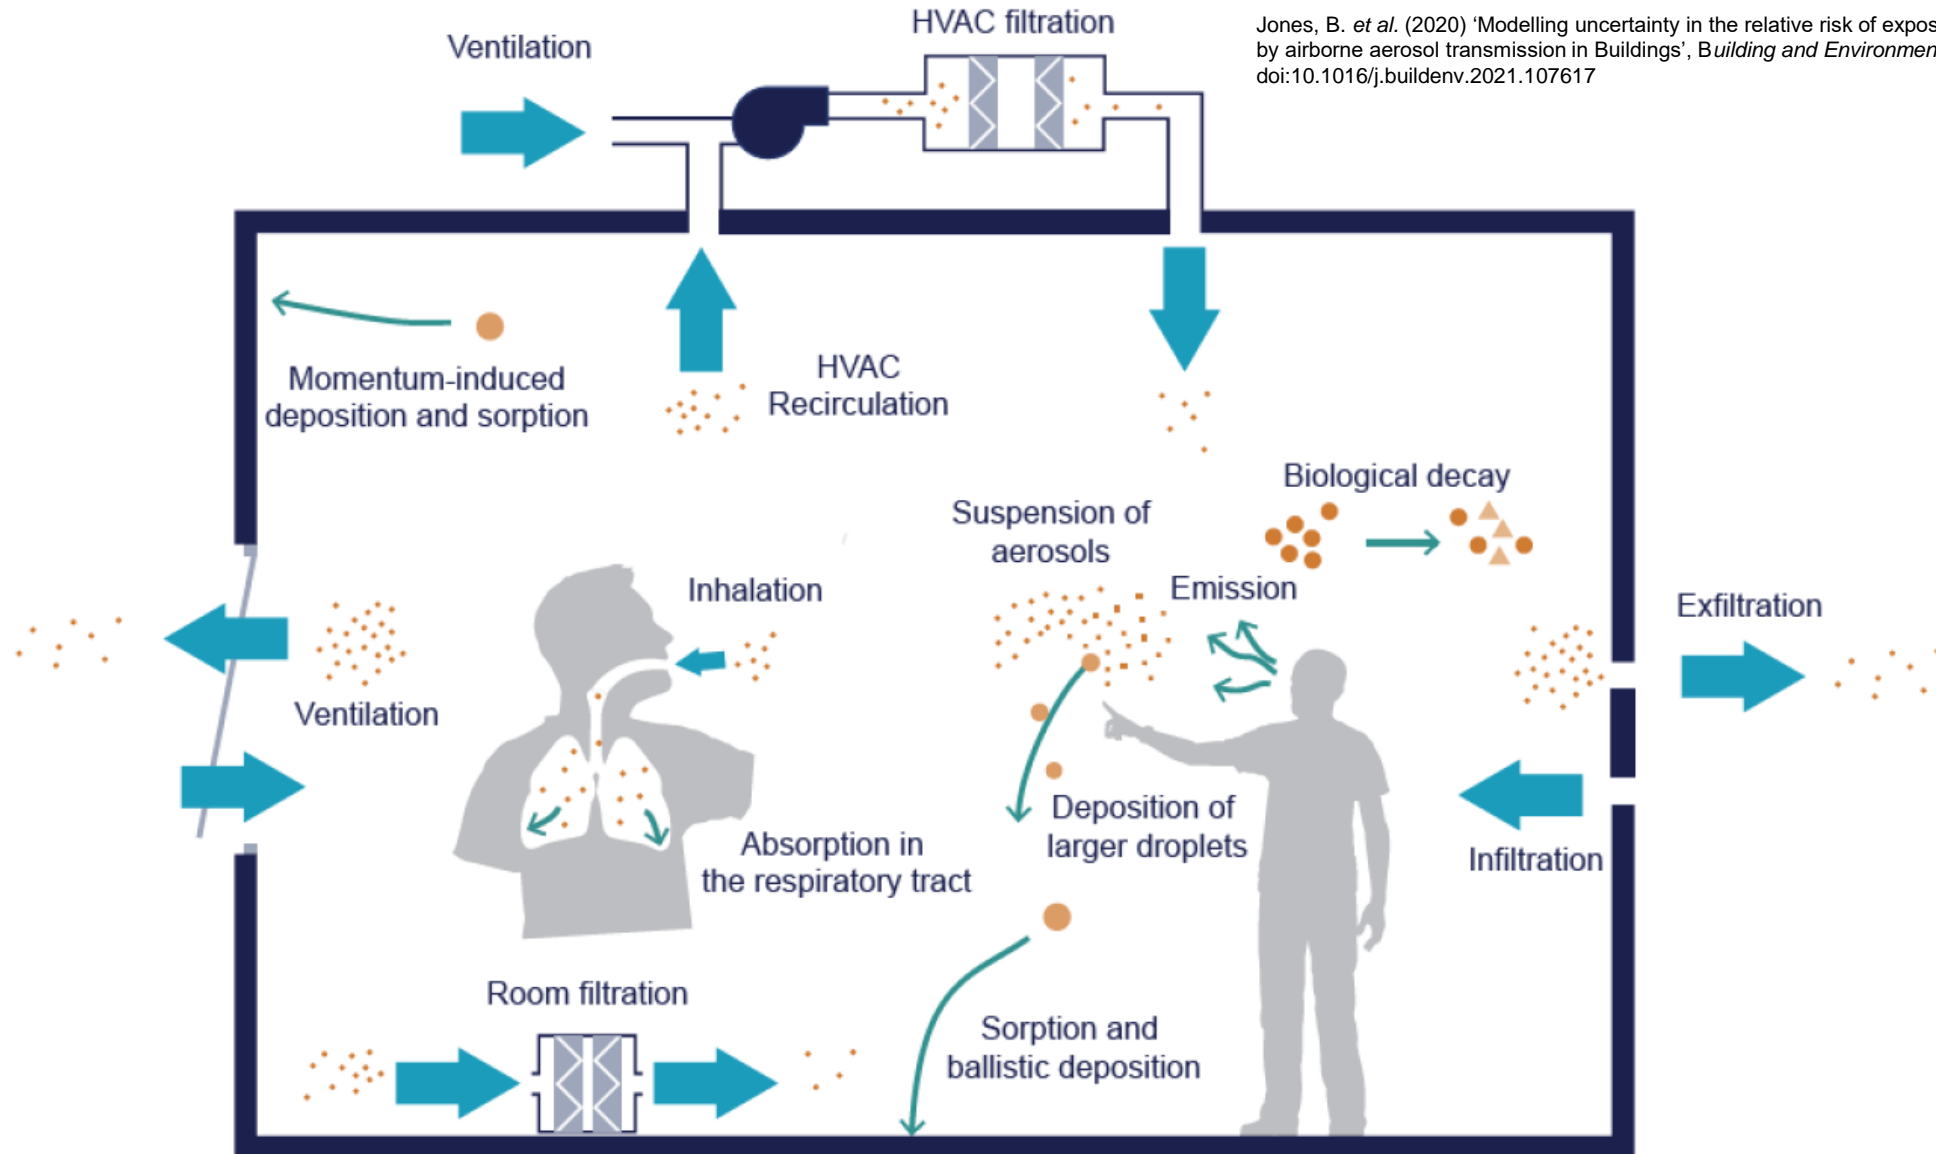 HVAC filtration
Ventilation
Jones, B. et al. (2020) ‘Modelling uncertainty in the relative risk of
by airborne aerosol transmission in Buildings’, Building and
doi:10.1016/j.buildenv.2021.107617
Momentum-induced
deposition and sorption
HVAC
Recirculation
Biological decay
Suspension of
aerosols
Inhalation
Emission
Exfiltration
Ventilation
Deposition of
larger droplets
Absorption in
the respiratory tract
Infiltration
Room filtration
Sorption and
ballistic deposition